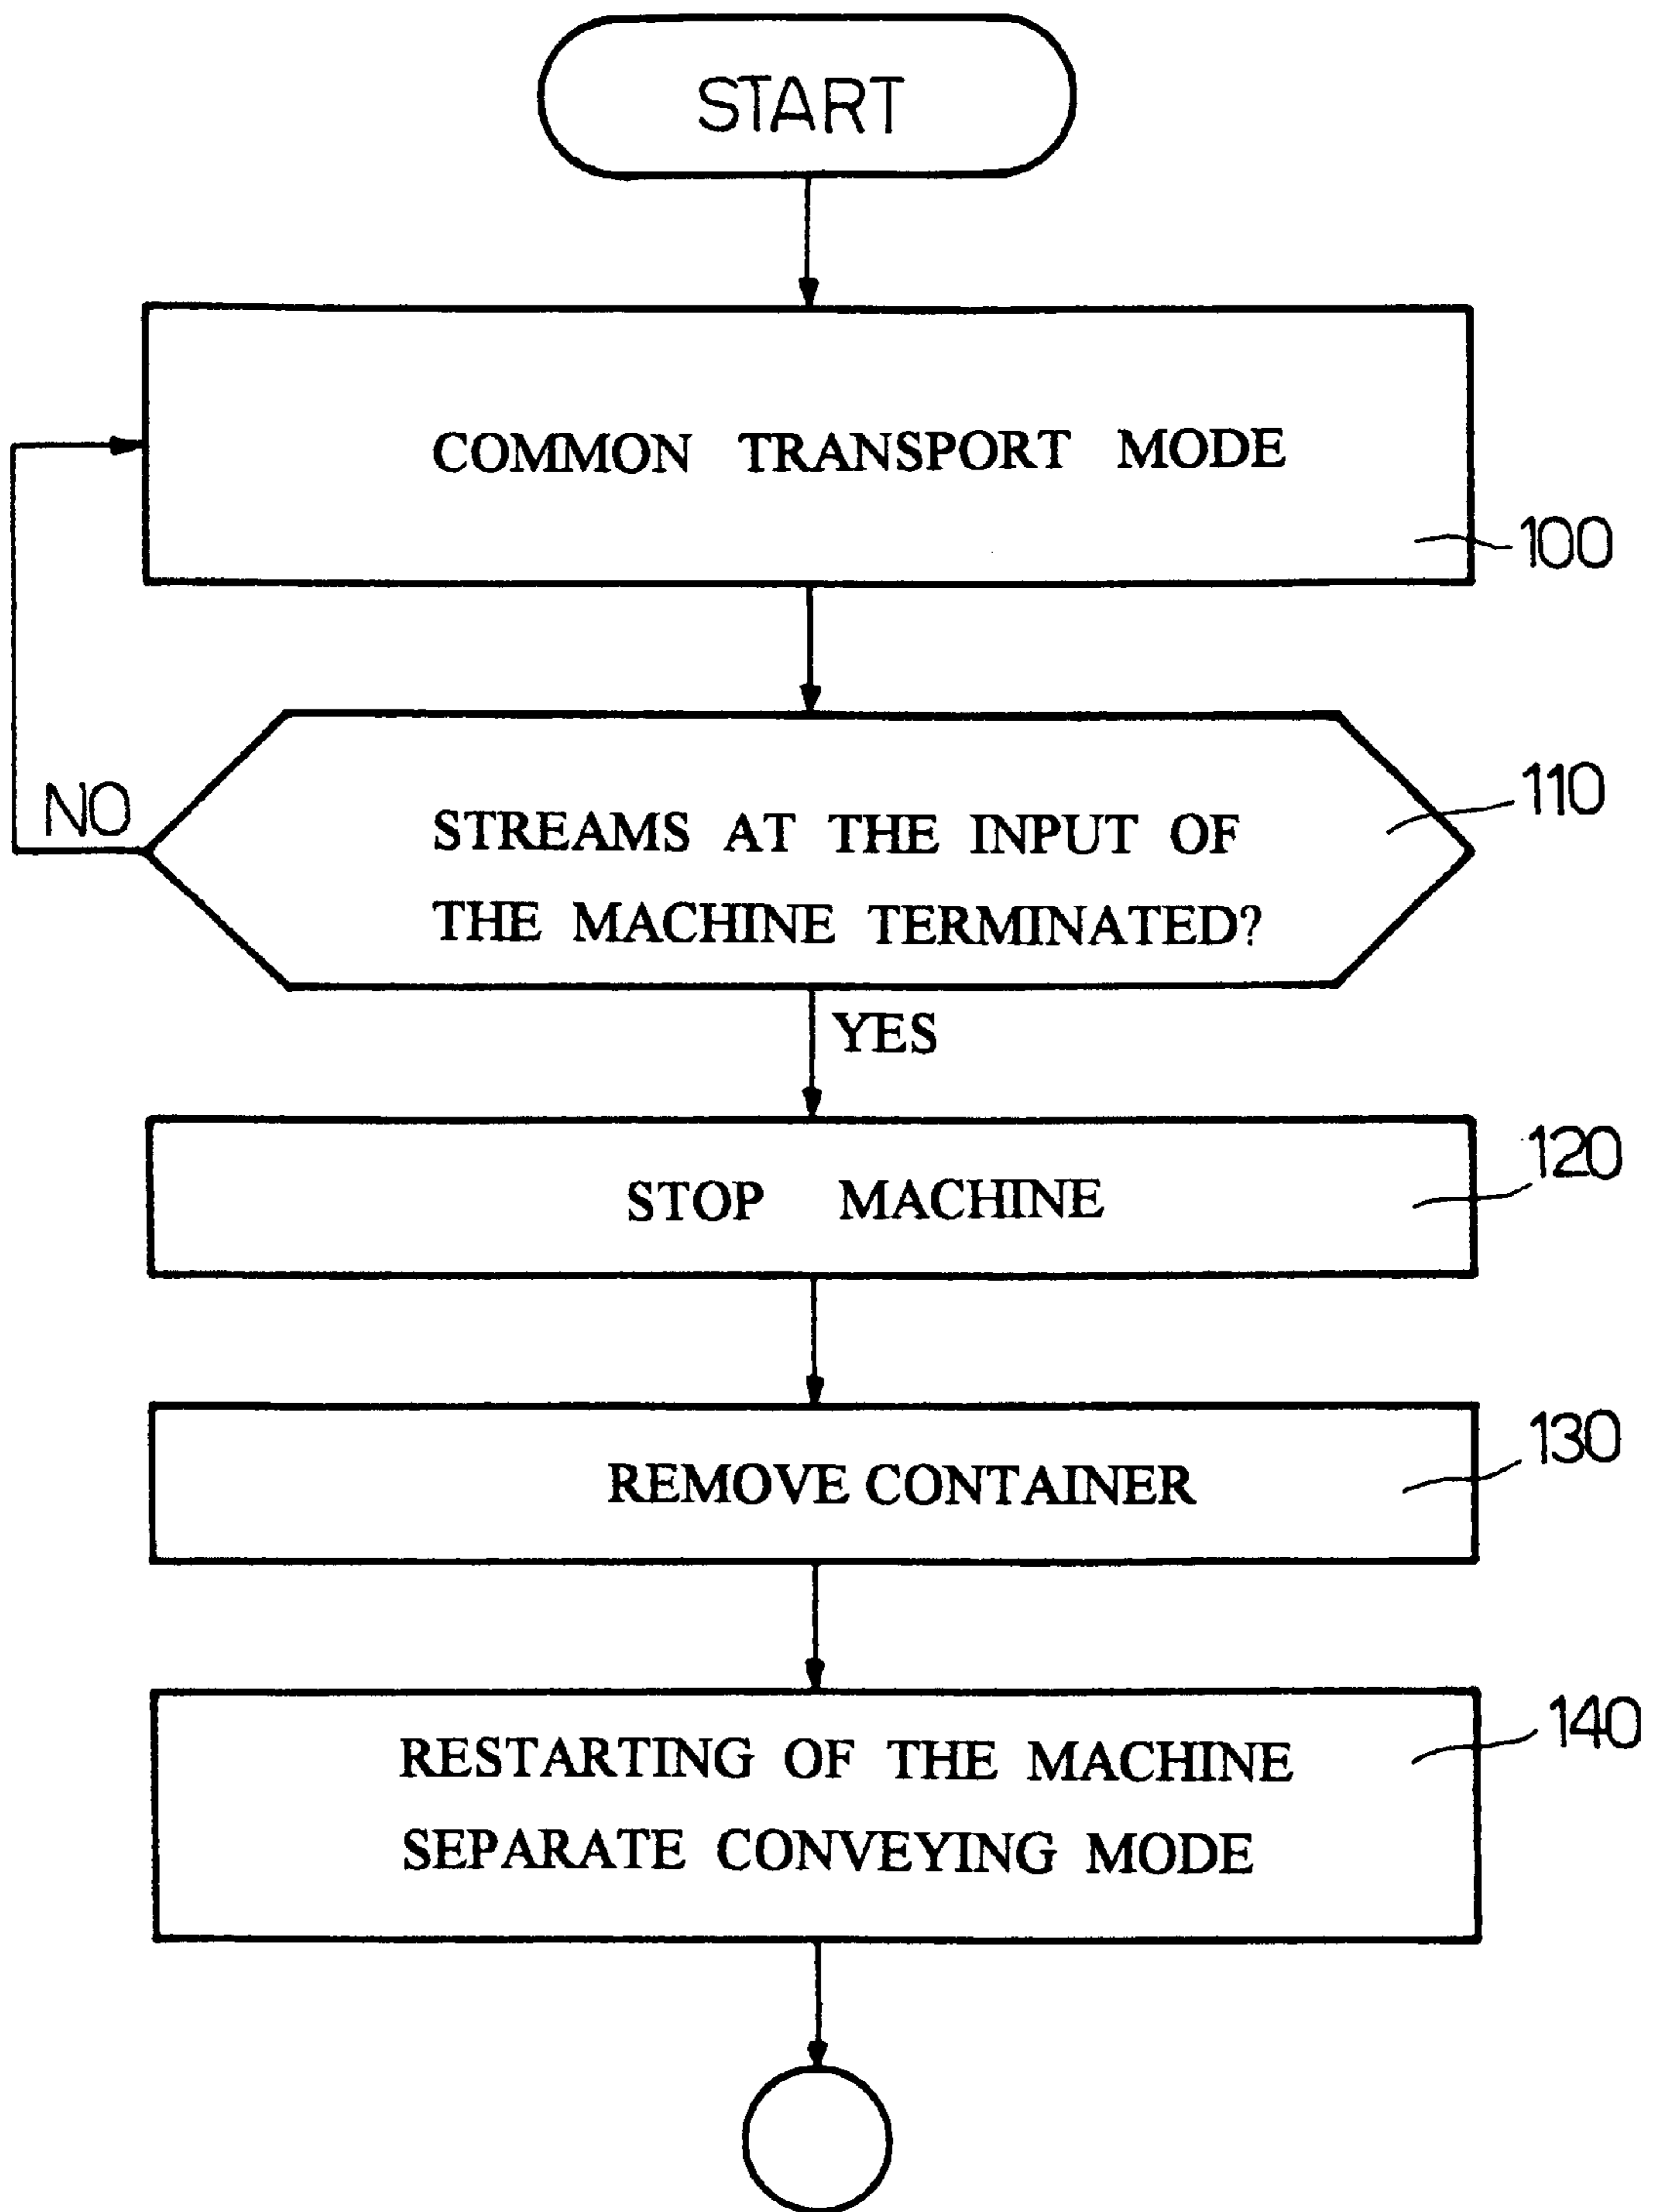 START
COMMON TRANSPORT MODE
100
NO
110
STREAMS AT THE INPUT OF
THE MACHINE TERMINATED?
YES
120
STOP MACHINE
130
REMOVE CONTAINER
140
RESTARTING OF THE MACHINE
SEPARATE CONVEYING MODE